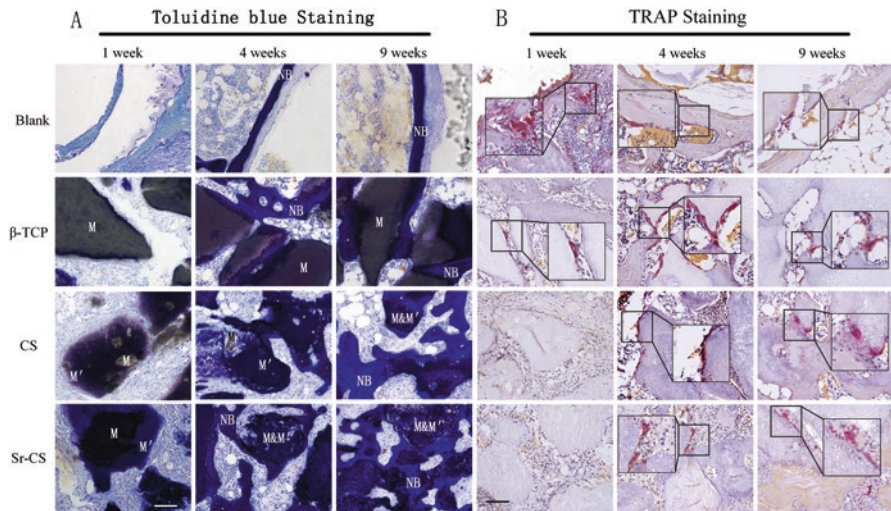 A Toluidine blue Staining
B TRAP Staining
1 week 4 weeks 9 weeks
1 week 4 weeks 9 weeks
Blank
NB
NB
β-TCP
M
NB
M
M
NB
CS
M'
M
M
M'
M&M'
NB
Sr-CS
M
M'
NB
M&M'
M&M'
NB